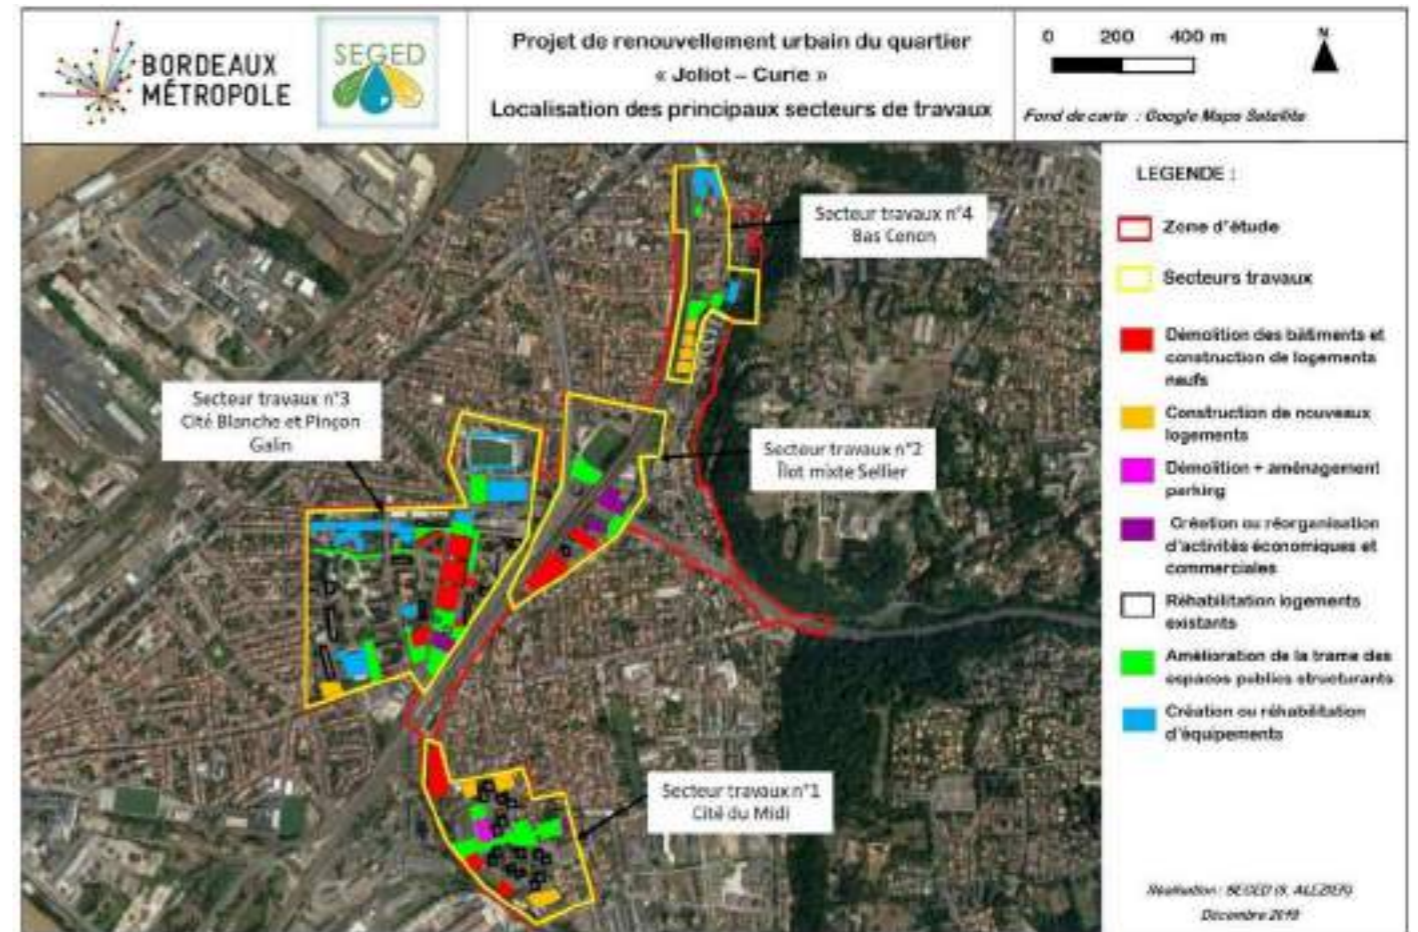 BORDEAUX
MÉTROPOLE
SEGED
Projet de renouvellement urbain du quartier
« Joliot – Curie »
Localisation des principaux secteurs de travaux
0 200 400 m
N
Fond de carte : Google Maps Satellite
LEGENDE :
Zone d'étude
Secteurs travaux
Démolition des bâtiments et
construction de logements
neufs
Construction de nouveaux
logements
Démolition + aménagement
parking
Création ou réorganisation
d'activités économiques et
commerciales
Réhabilitation logements
existants
Amélioration de la trame des
espaces publics structurants
Création ou réhabilitation
d'équipements
Secteur travaux n°4
Bas Cenon
Secteur travaux n°3
Cité Blanche et Pinçon
Galin
Secteur travaux n°2
Îlot mixte Sellier
Secteur travaux n°1
Cité du Midi
Réalisation : SEGED
Décembre